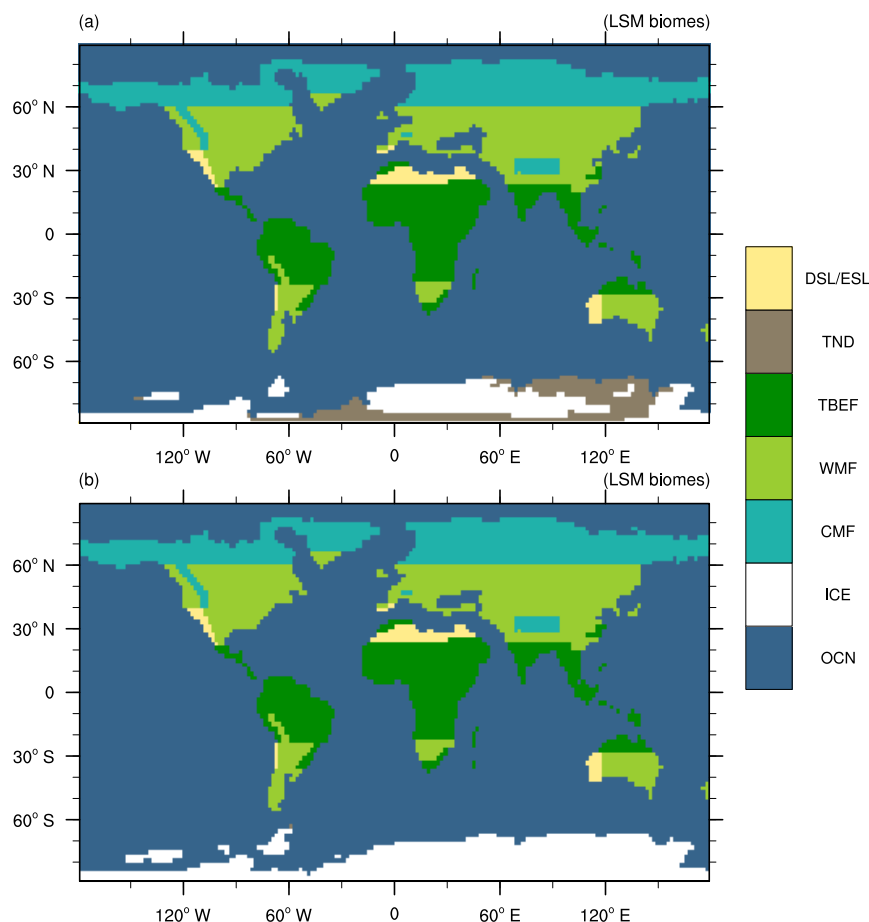 (a) (LSM biomes)
60° N
30° N
0
30° S
60° S
120° W 60° W 0 60° E 120° E
(b) (LSM biomes)
60° N
30° N
0
30° S
60° S
120° W 60° W 0 60° E 120° E
DSL/ESL
TND
TBEF
WMF
CMF
ICE
OCN